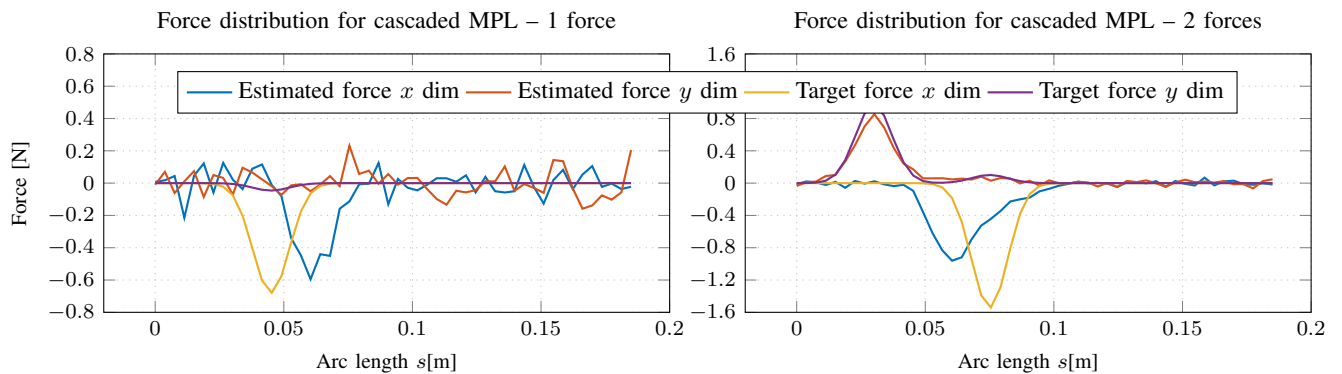 Force distribution for cascaded MPL – 1 force
Force distribution for cascaded MPL – 2 forces
Estimated force x dim Estimated force y dim Target force x dim Target force y dim
Force [N]
0.8
0.6
0.4
0.2
0
−0.2
−0.4
−0.6
−0.8
0 0.05 0.1 0.15 0.2
Arc length s[m]
1.6
1.2
0.8
0.4
0
−0.4
−0.8
−1.2
−1.6
0 0.05 0.1 0.15 0.2
Arc length s[m]